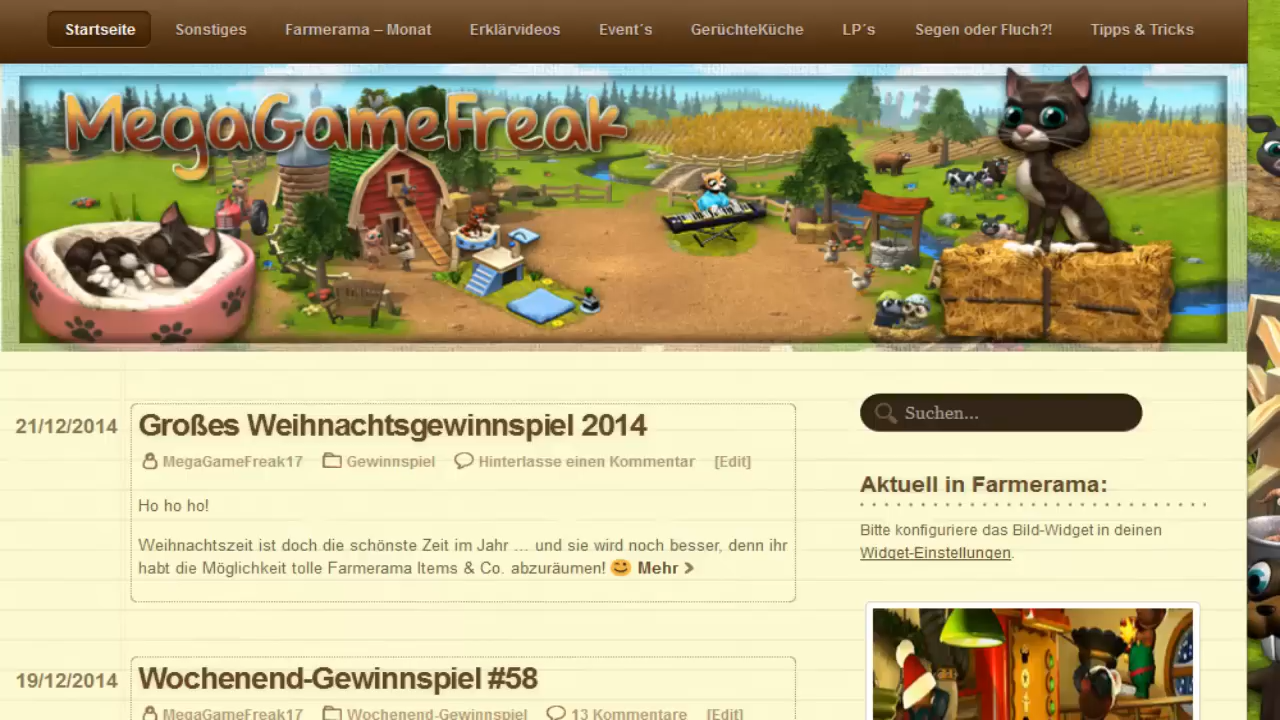 Startseite Sonstiges Farmerama – Monat Erklärvideos Event´s GerüchteKüche LP´s Segen oder Fluch?! Tipps & Tricks
MegaGameFreak
21/12/2014
Großes Weihnachtsgewinnspiel 2014
MegaGameFreak17 Gewinnspiel Hinterlasse einen Kommentar [Edit]
Ho ho ho!
Weihnachtszeit ist doch die schönste Zeit im Jahr … und sie wird noch besser, denn ihr
habt die Möglichkeit tolle Farmerama Items & Co. abzuräumen! 😊 Mehr >
Suchen...
Aktuell in Farmerama:
Bitte konfiguriere das Bild-Widget in deinen
Widget-Einstellungen.
19/12/2014
Wochenend-Gewinnspiel #58
MegaGameFreak17 Wochenend-Gewinnspiel 13 Kommentare [Edit]